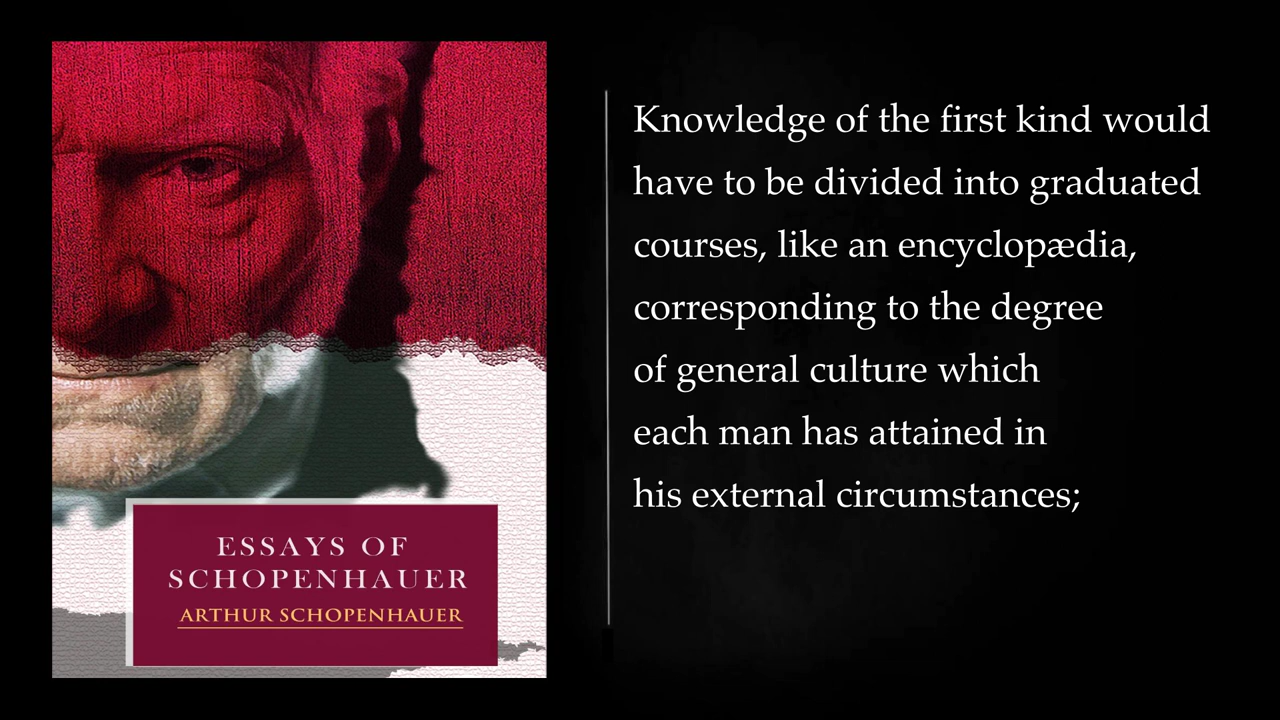 ESSAYS OF
SCHOPENHAUER
ARTHUR SCHOPENHAUER
Knowledge of the first kind would
have to be divided into graduated
courses, like an encyclopædia,
corresponding to the degree
of general culture which
each man has attained in
his external circumstances;